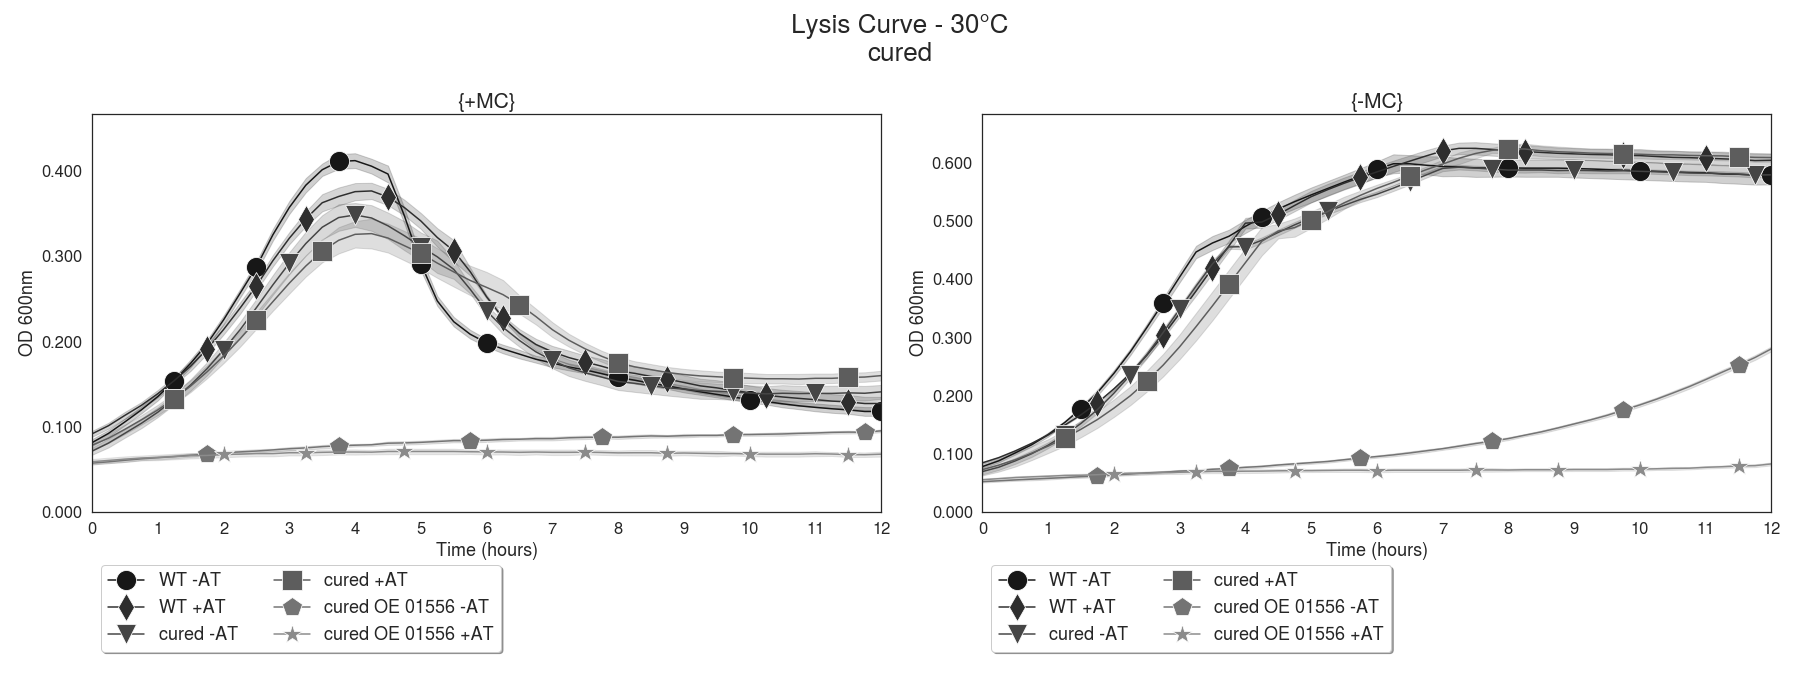 Lysis Curve - 30°C
cured
{+MC}
OD 600nm
0.400
0.300
0.200
0.100
0.000
0 1 2 3 4 5 6 7 8 9 10 11 12
Time (hours)
WT -AT
WT +AT
cured -AT
cured +AT
cured OE 01556 -AT
cured OE 01556 +AT
{-MC}
OD 600nm
0.600
0.500
0.400
0.300
0.200
0.100
0.000
0 1 2 3 4 5 6 7 8 9 10 11 12
Time (hours)
WT -AT
WT +AT
cured -AT
cured +AT
cured OE 01556 -AT
cured OE 01556 +AT